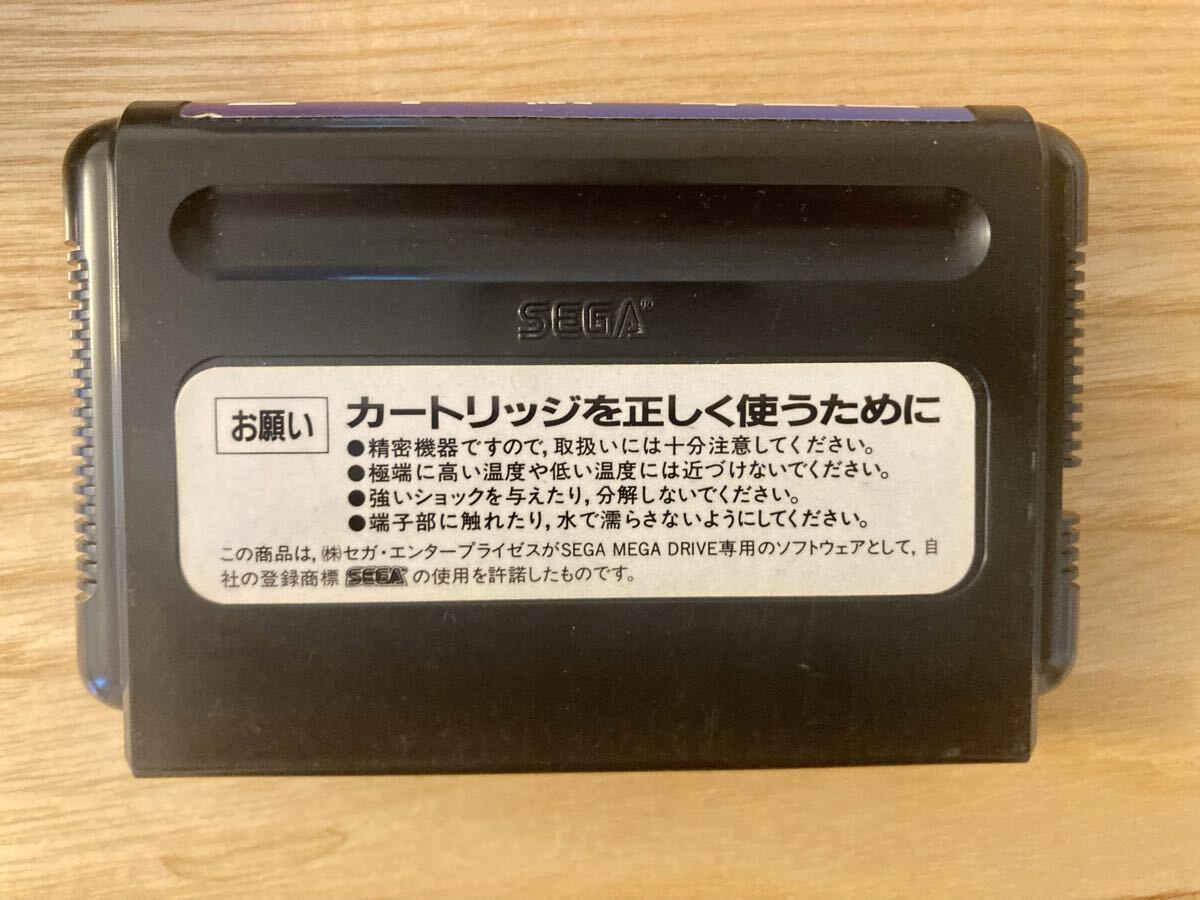 SEGA®
お願い カートリッジを正しく使うために
●精密機器ですので,取扱いには十分注意してください。
●極端に高い温度や低い温度には近づけないでください。
●強いショックを与えたり,分解しないでください。
●端子部に触れたり,水で濡らさないようにしてください。
この商品は,㈱セガ・エンタープライゼスがSEGA MEGA DRIVE専用のソフトウェアとして,自
社の登録商標 SEGA の使用を許諾したものです。